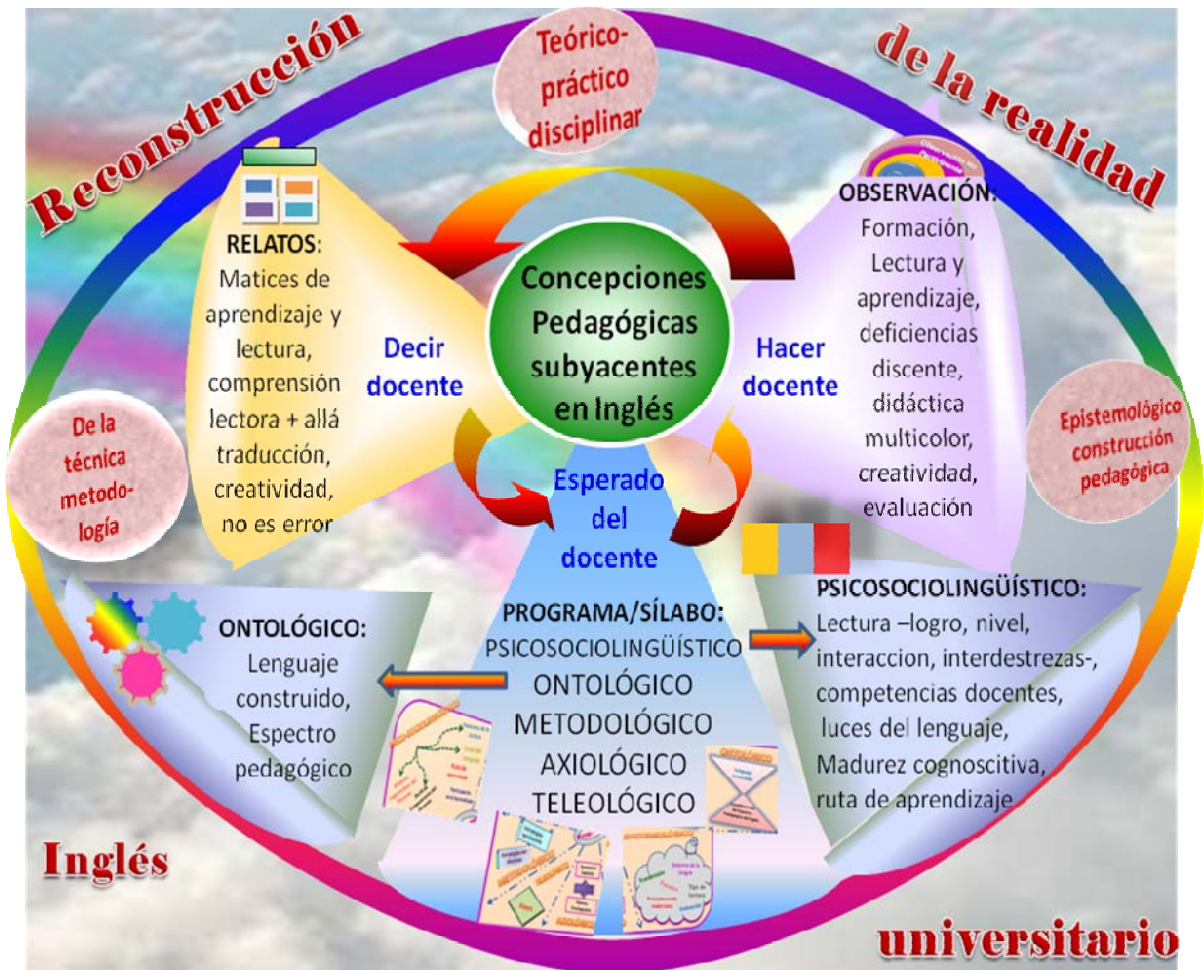 Reconstrucción
de la realidad
Teórico-
práctico
disciplinar
RELATOS:
Matices de
aprendizaje y
lectura,
comprensión
lectora + allá
traducción,
creatividad,
no es error
Decir
docente
Concepciones
Pedagógicas
subyacentes
en Inglés
Hacer
docente
OBSERVACIÓN:
Formación,
Lectura y
aprendizaje,
deficiencias
discente,
didáctica
multicolor,
creatividad,
evaluación
De la
técnica
metodo-
logía
Epistemológico
construcción
pedagógica
Esperado
del
docente
ONTOLÓGICO:
Lenguaje
construido,
Espectro
pedagógico
PROGRAMA/SÍLABO:
PSICOSOCIOLINGÜÍSTICO
ONTOLÓGICO
METODOLÓGICO
AXIOLÓGICO
TELEOLÓGICO
PSICOSOCIOLINGÜÍSTICO:
Lectura –logro, nivel,
interaccion, interdestrezas-,
competencias docentes,
luces del lenguaje,
Madurez cognoscitiva,
ruta de aprendizaje
Inglés
universitario